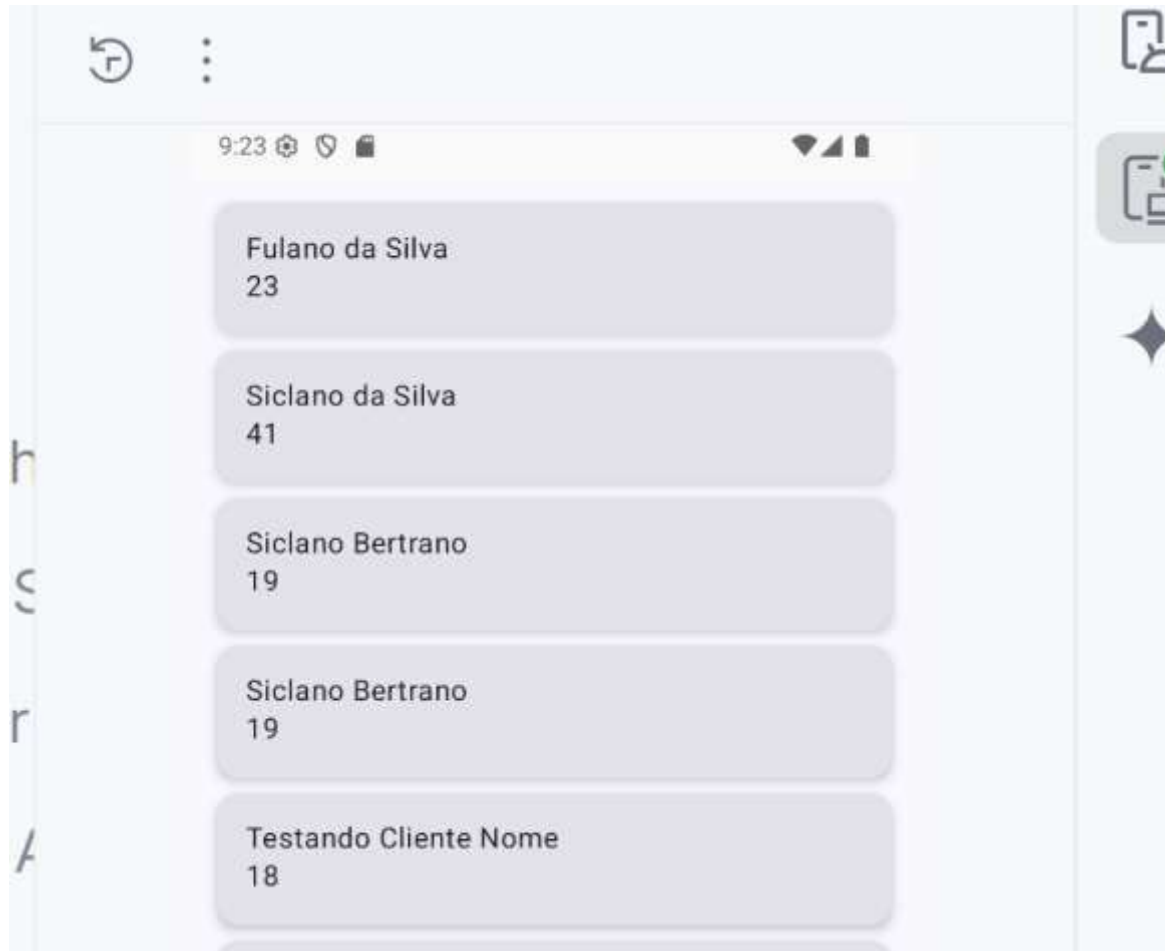 9:23
Fulano da Silva
23
Siclano da Silva
41
Siclano Bertrano
19
Siclano Bertrano
19
Testando Cliente Nome
18